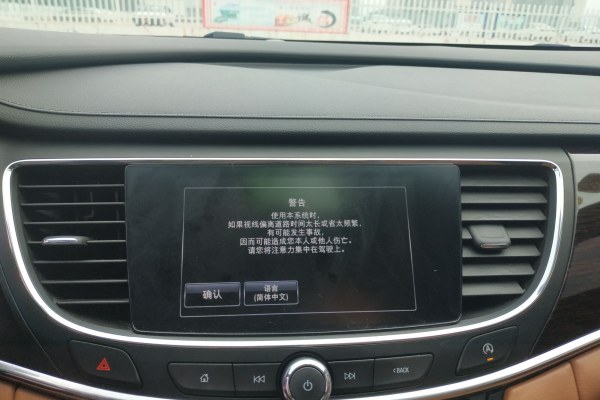 警告
使用本系统时，
如果视线偏离道路时间太长或者太频繁，
有可能发生事故，
因而可能造成您本人或他人伤亡。
请您将注意力集中在驾驶上。
确认
语言
(简体中文)
BACK